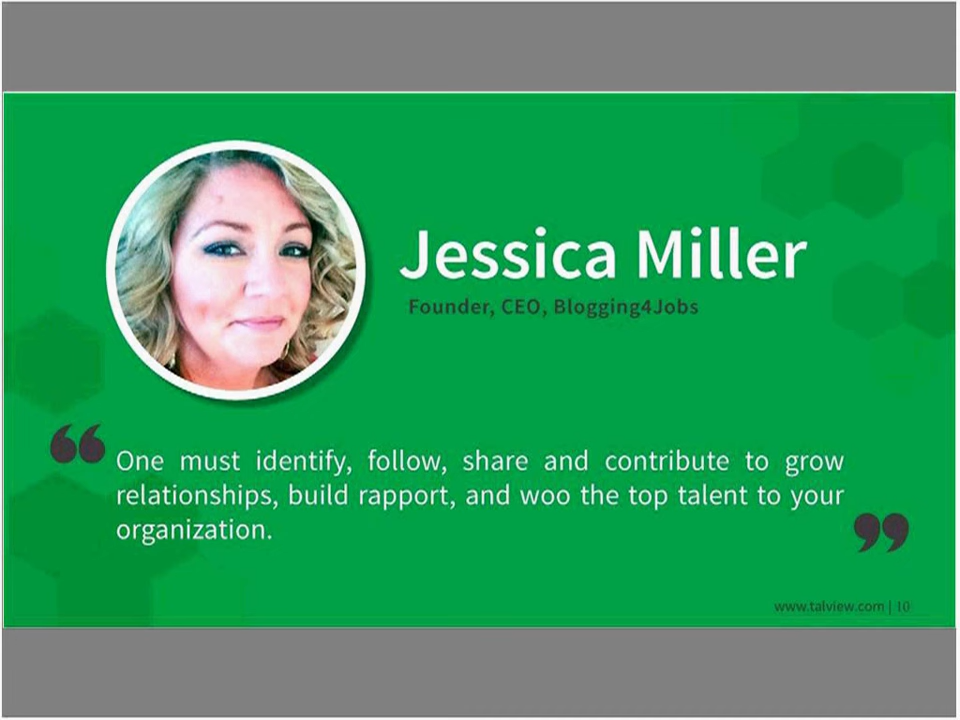 Jessica Miller
Founder, CEO, Blogging4Jobs
“ One must identify, follow, share and contribute to grow
relationships, build rapport, and woo the top talent to your
organization. ”
www.talview.com | 10